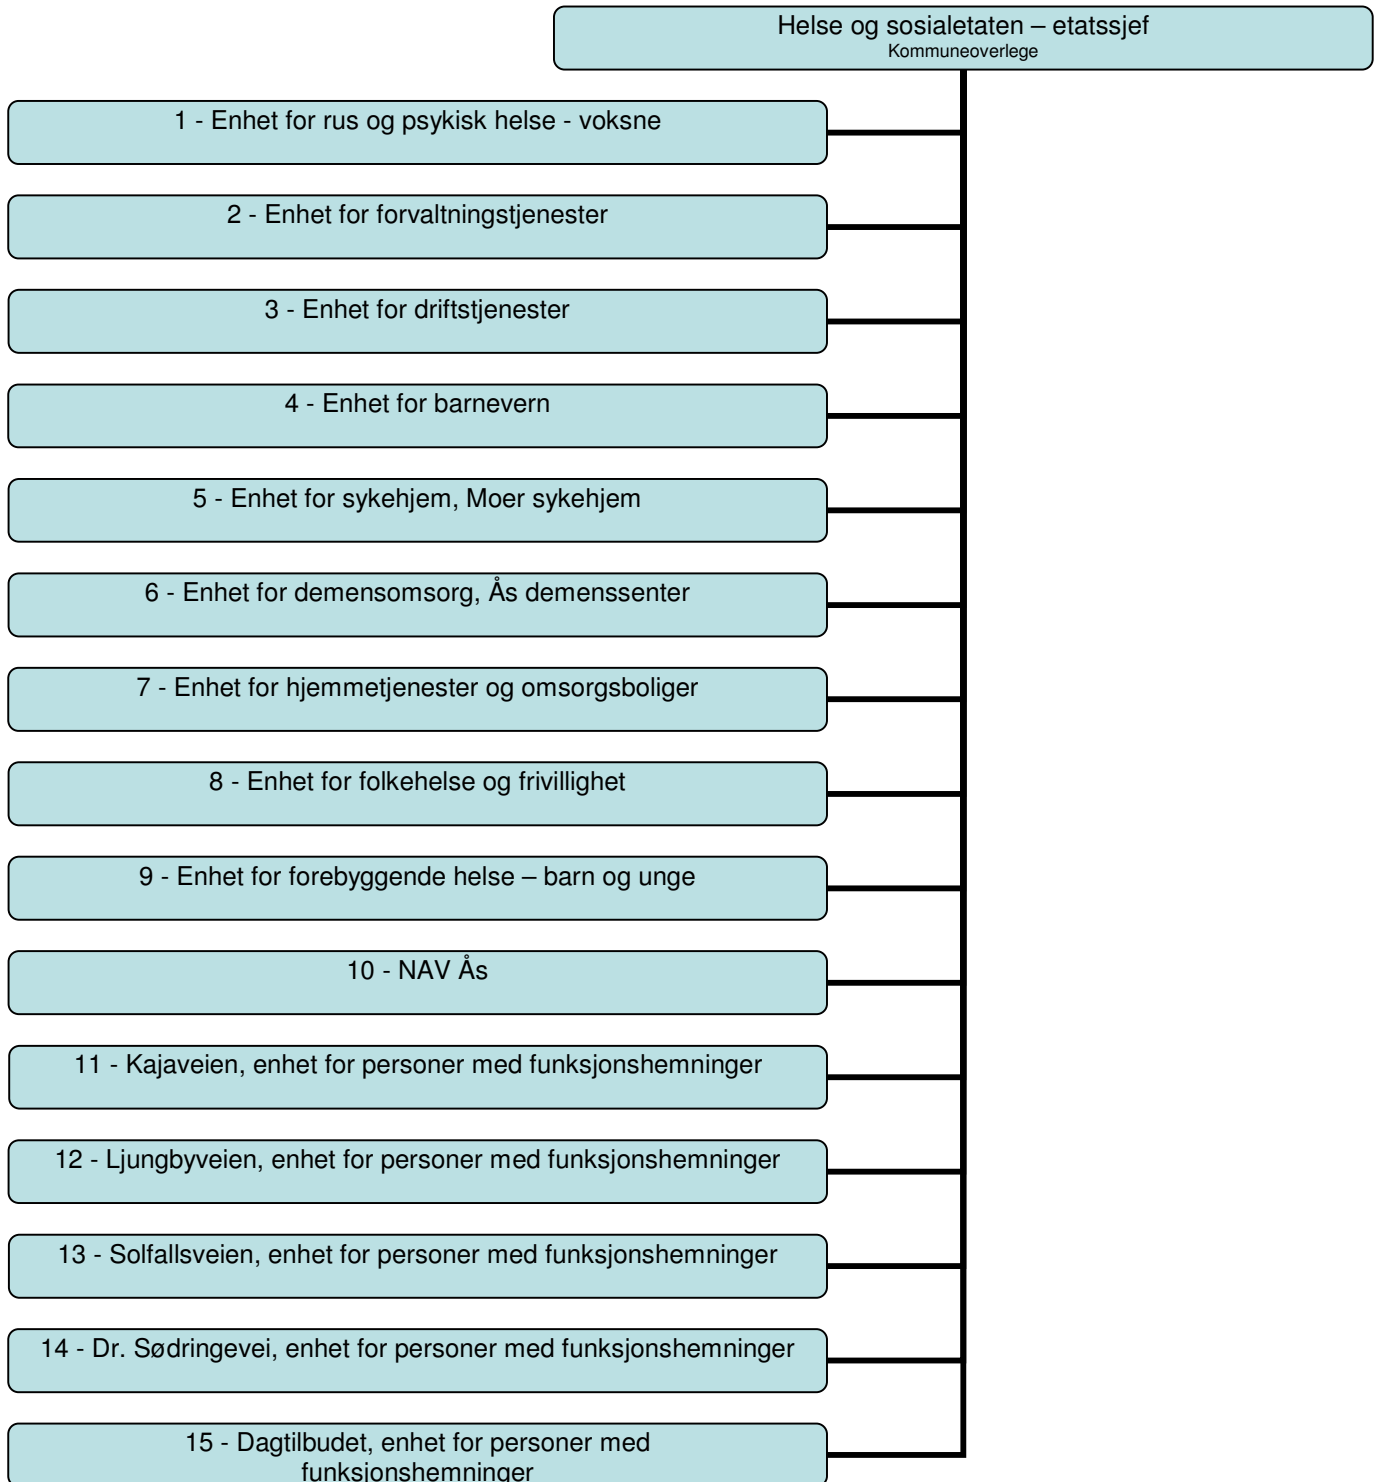 Helse og sosialetaten – etatssjef
Kommuneoverlege
1 - Enhet for rus og psykisk helse - voksne
2 - Enhet for forvaltningstjenester
3 - Enhet for driftstjenester
4 - Enhet for barnevern
5 - Enhet for sykehjem, Moer sykehjem
6 - Enhet for demensomsorg, Ås demenssenter
7 - Enhet for hjemmetjenester og omsorgsboliger
8 - Enhet for folkehelse og frivillighet
9 - Enhet for forebyggende helse – barn og unge
10 - NAV Ås
11 - Kajaveien, enhet for personer med funksjonshemninger
12 - Ljungbyveien, enhet for personer med funksjonshemninger
13 - Solfallsveien, enhet for personer med funksjonshemninger
14 - Dr. Sødringevei, enhet for personer med funksjonshemninger
15 - Dagtilbudet, enhet for personer med
funksjonshemninger